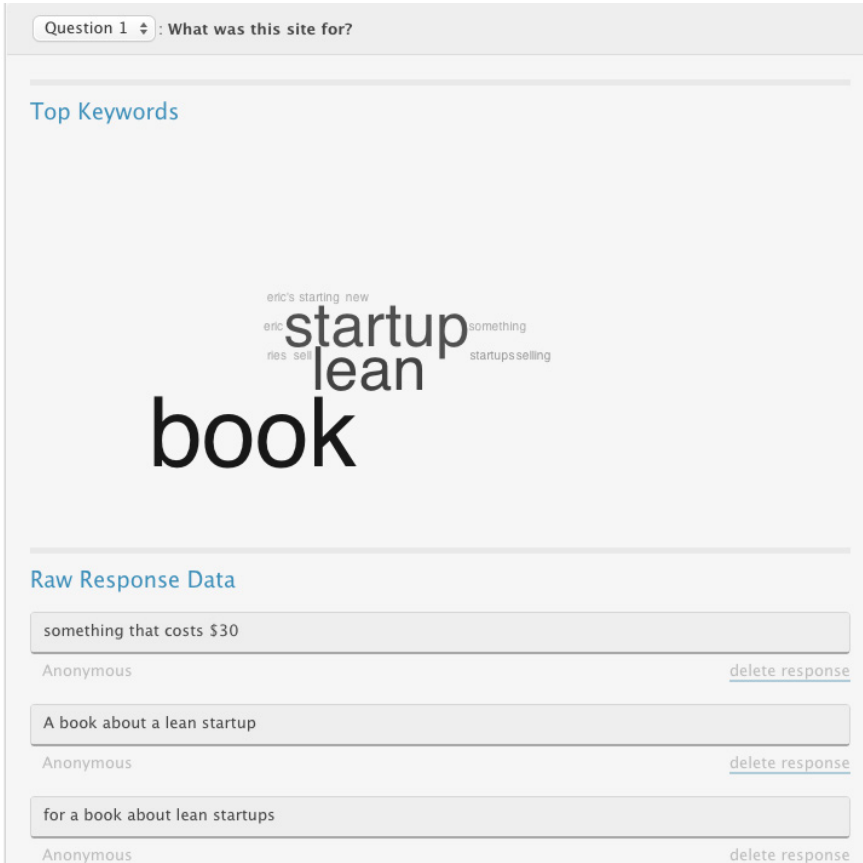 Question 1 : What was this site for?
Top Keywords
eric's starting new
eric startup something
ries sell lean startups selling
book
Raw Response Data
something that costs $30
Anonymous delete response
A book about a lean startup
Anonymous delete response
for a book about lean startups
Anonymous delete response